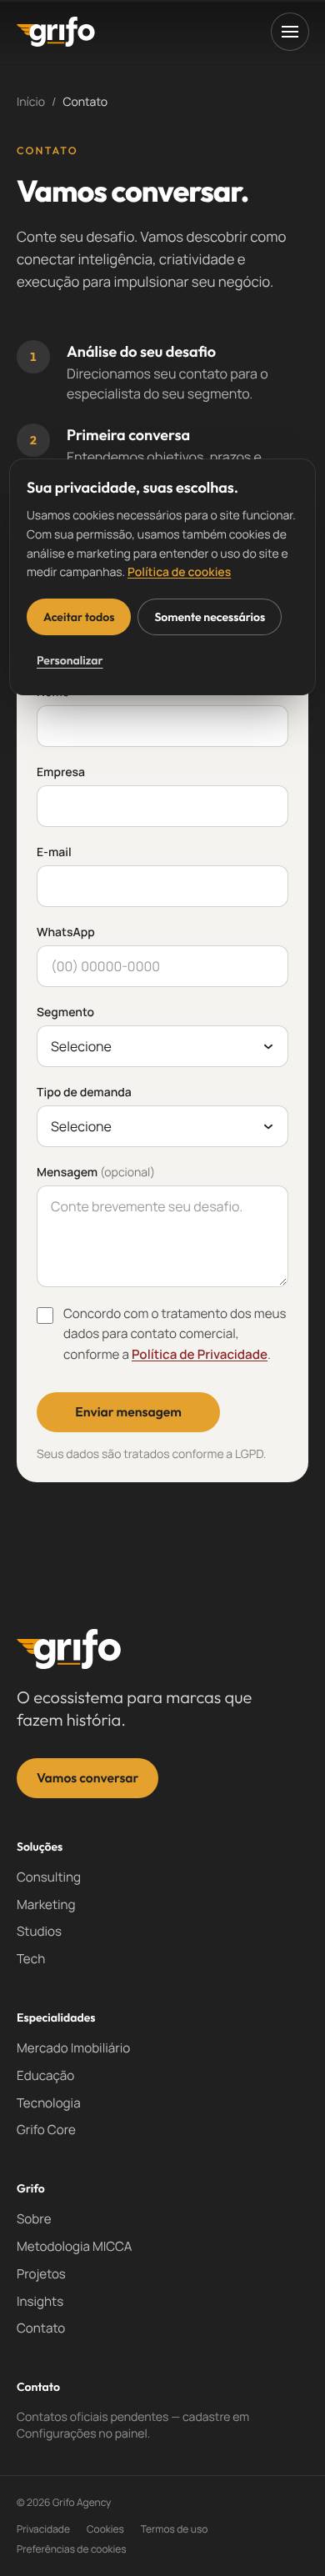 grifo
Início / Contato
CONTATO
Vamos conversar.
Conte seu desafio. Vamos descobrir como
conectar inteligência, criatividade e
execução para impulsionar seu negócio.
1 Análise do seu desafio
Direcionamos seu contato para o
especialista do seu segmento.
2 Primeira conversa
Entendemos objetivos, prazos e
Sua privacidade, suas escolhas.
Usamos cookies necessários para o site funcionar.
Com sua permissão, usamos também cookies de
análise e marketing para entender o uso do site e
medir campanhas. Política de cookies
Aceitar todos Somente necessários
Personalizar
Empresa
E-mail
WhatsApp
(00) 00000-0000
Segmento
Selecione
Tipo de demanda
Selecione
Mensagem (opcional)
Conte brevemente seu desafio.
Concordo com o tratamento dos meus
dados para contato comercial,
conforme a Política de Privacidade.
Enviar mensagem
Seus dados são tratados conforme a LGPD.
grifo
O ecossistema para marcas que
fazem história.
Vamos conversar
Soluções
Consulting
Marketing
Studios
Tech
Especialidades
Mercado Imobiliário
Educação
Tecnologia
Grifo Core
Grifo
Sobre
Metodologia MICCA
Projetos
Insights
Contato
Contato
Contatos oficiais pendentes — cadastre em
Configurações no painel.
© 2026 Grifo Agency
Privacidade Cookies Termos de uso
Preferências de cookies